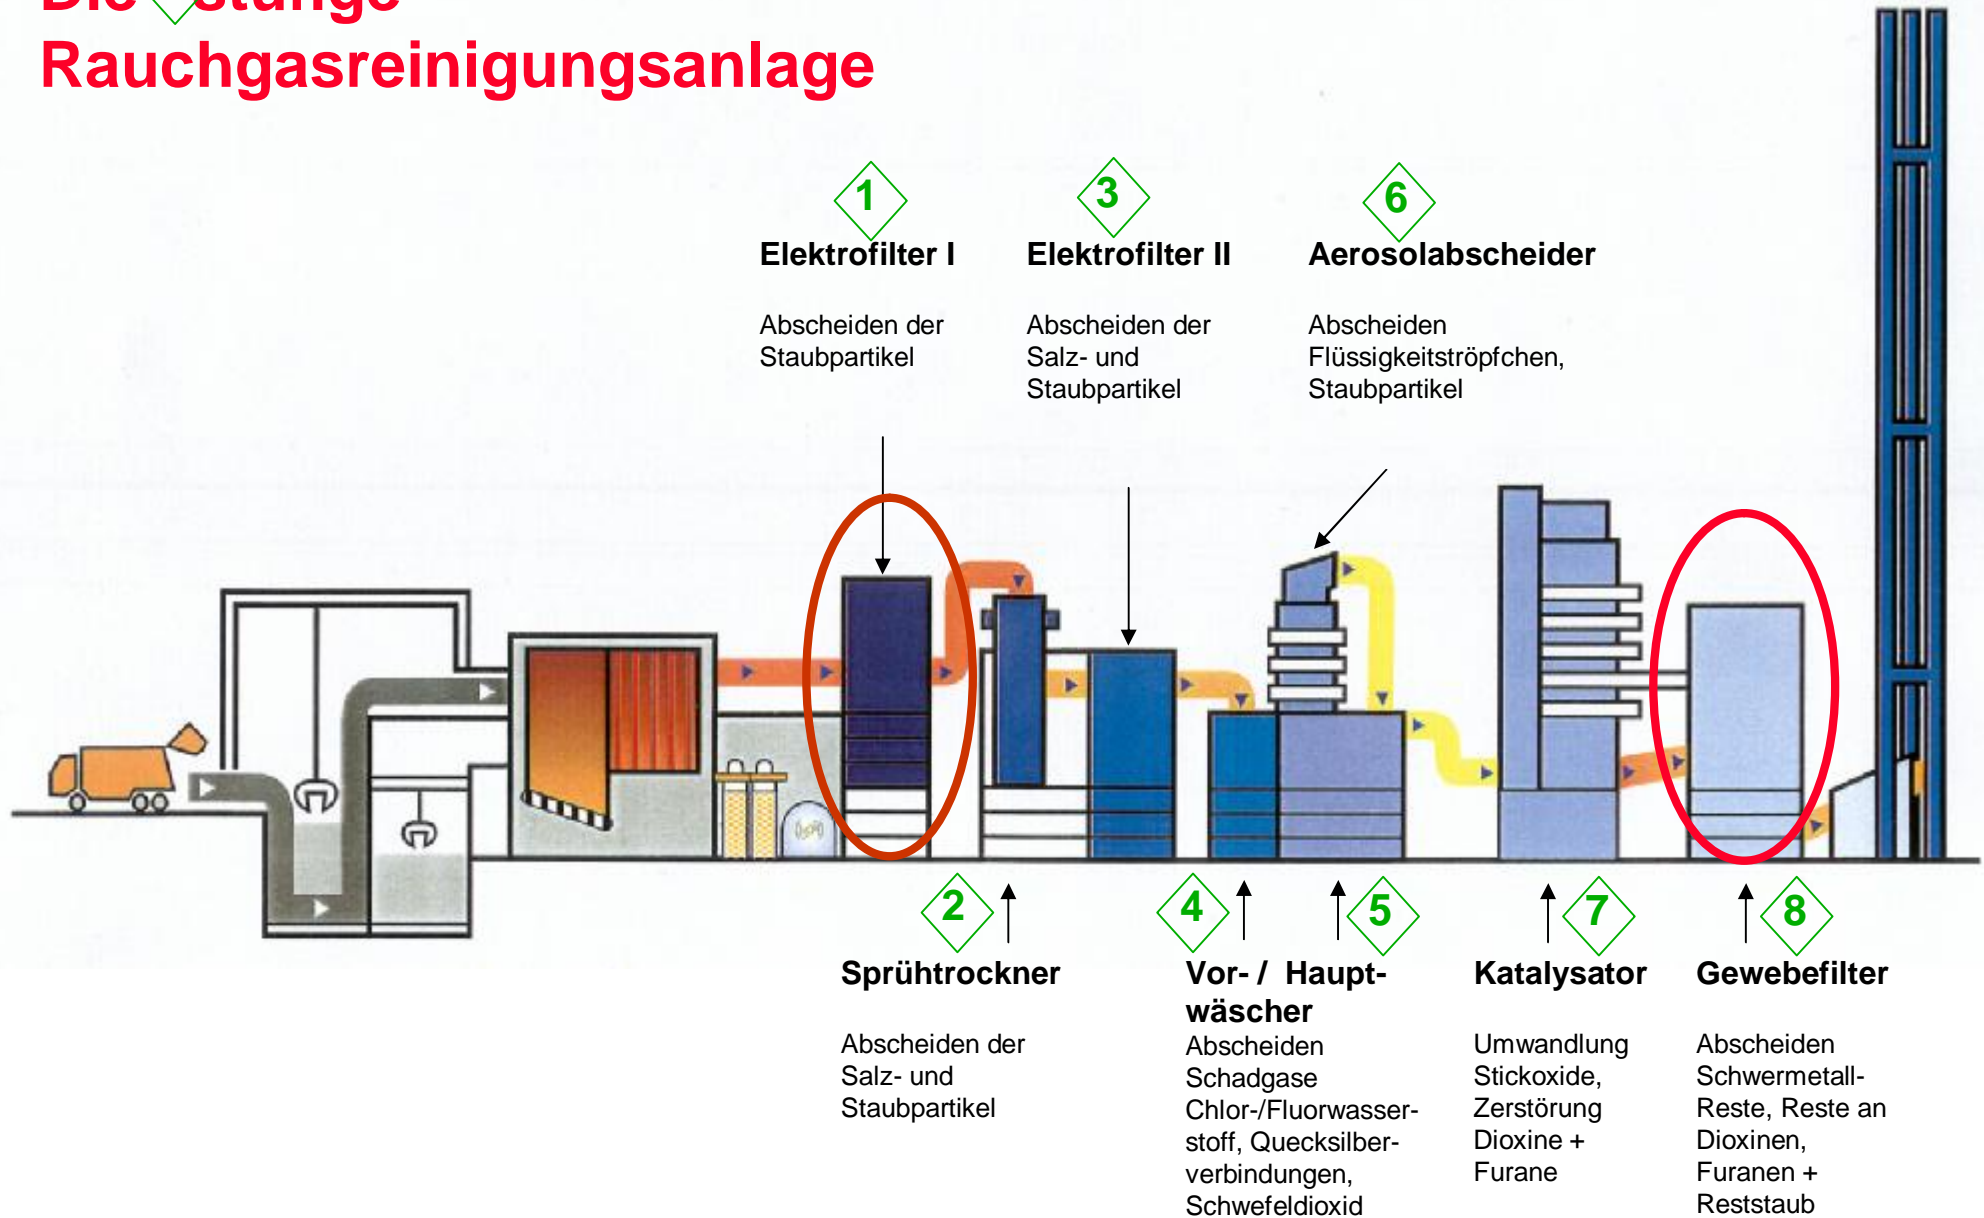 Die -stufige
Rauchgasreinigungsanlage
1
Elektrofilter I
Abscheiden der
Staubpartikel
3
Elektrofilter II
Abscheiden der
Salz- und
Staubpartikel
6
Aerosolabscheider
Abscheiden
Flüssigkeitströpfchen,
Staubpartikel
2
Sprühtrockner
Abscheiden der
Salz- und
Staubpartikel
4
5
Vor- / Haupt-
wäscher
Abscheiden
Schadgase
Chlor-/Fluorwasser-
stoff, Quecksilber-
verbindungen,
Schwefeldioxid
7
Katalysator
Umwandlung
Stickoxide,
Zerstörung
Dioxine +
Furane
8
Gewebefilter
Abscheiden
Schwermetall-
Reste, Reste an
Dioxinen,
Furanen +
Reststaub